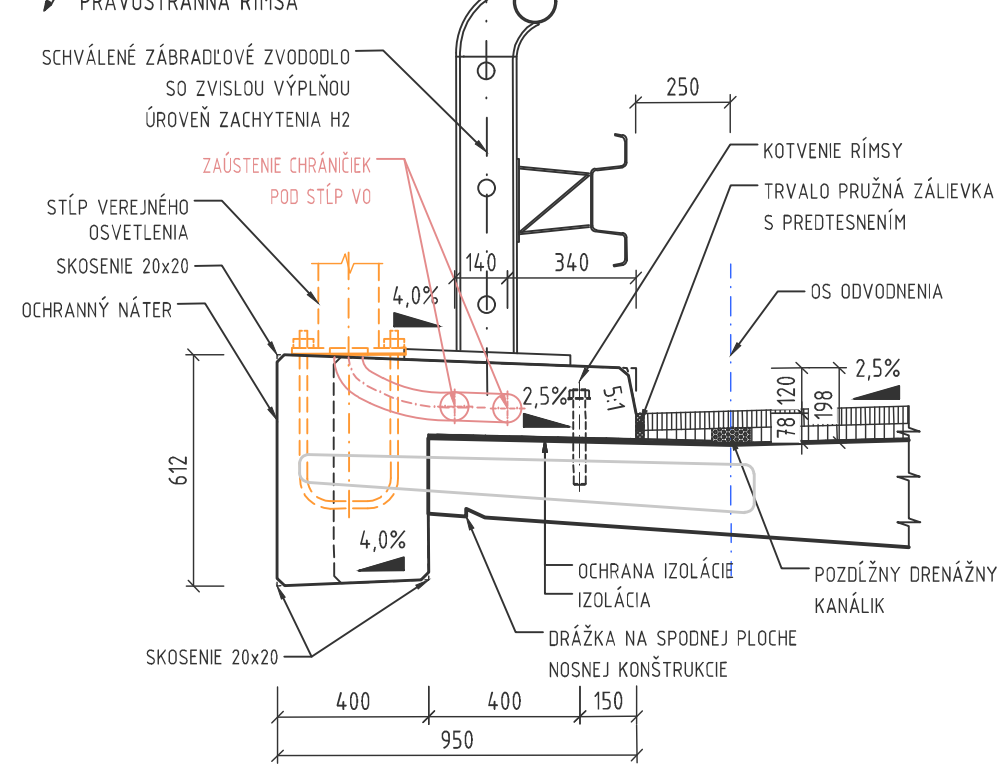 PRAVOSTRANNÁ RÍMSA
SCHVÁLENÉ ZÁBRADĽOVÉ ZVODODLO
SO ZVISLOU VÝPLŇOU
ÚROVEŇ ZACHYTENIA H2
ZAÚSTENIE CHRÁNIČIEK
POD STĹP VO
STĹP VEREJNÉHO
OSVETLENIA
SKOSENIE 20x20
OCHRANNÝ NÁTER
250
KOTVENIE RÍMSY
TRVALO PRUŽNÁ ZÁLIEVKA
S PREDTESNENÍM
140
340
4,0%
OS ODVODNENIA
2,5%
5:1
2,5%
120
78
198
612
4,0%
OCHRANA IZOLÁCIE
IZOLÁCIA
POZDĹŽNY DRENÁŽNY
KANÁLIK
DRÁŽKA NA SPODNEJ PLOCHE
NOSNEJ KONŠTRUKCIE
SKOSENIE 20x20
400
400
150
950